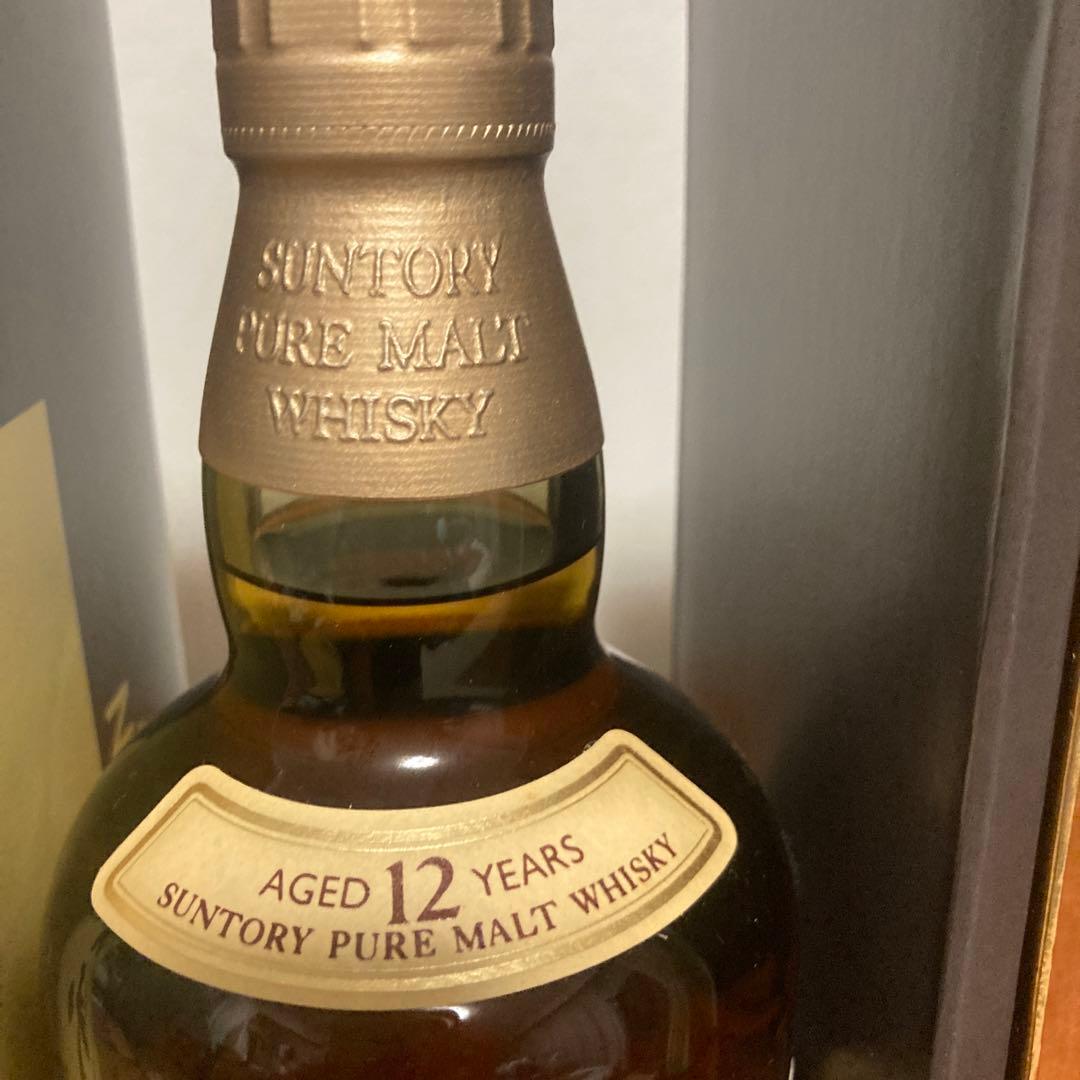 SUNTORY
PURE MALT
WHISKY
AGED 12 YEARS
SUNTORY PURE MALT WHISKY